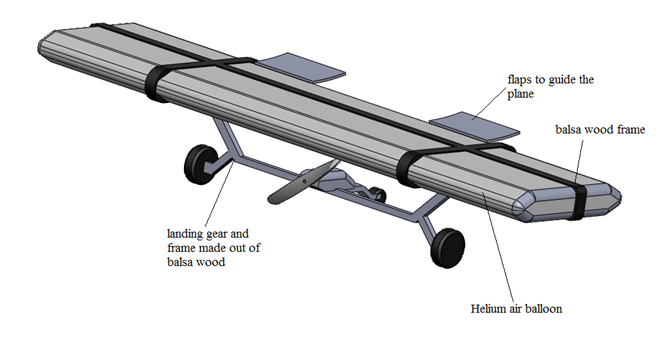 flaps to guide the
plane
balsa wood frame
landing gear and
frame made out of
balsa wood
Helium air balloon